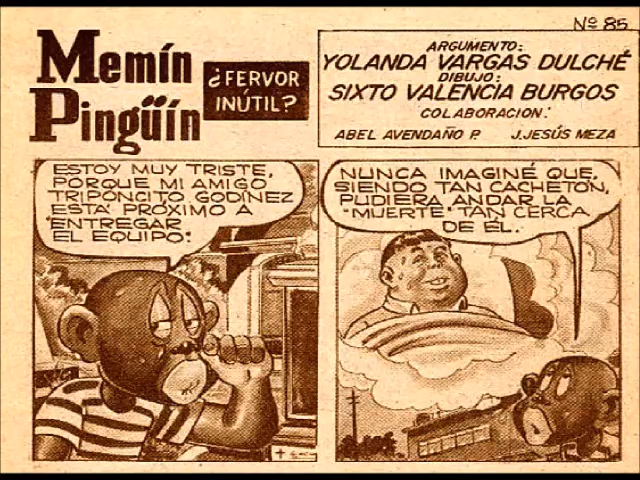 Nº 85
Memín
Pingüín
¿FERVOR
INÚTIL?
ARGUMENTO:
YOLANDA VARGAS DULCHÉ
DIBUJO:
SIXTO VALENCIA BURGOS
COLABORACION:
ABEL AVENDAÑO P. J. JESÚS MEZA
ESTOY MUY TRISTE,
PORQUE MI AMIGO
TRIPONCITO GODÍNEZ
ESTÁ PRÓXIMO A
"ENTREGAR
EL EQUIPO".
NUNCA IMAGINÉ QUE,
SIENDO TAN CACHETÓN,
PUDIERA ANDAR LA
"MUERTE" TAN CERCA
DE ÉL.